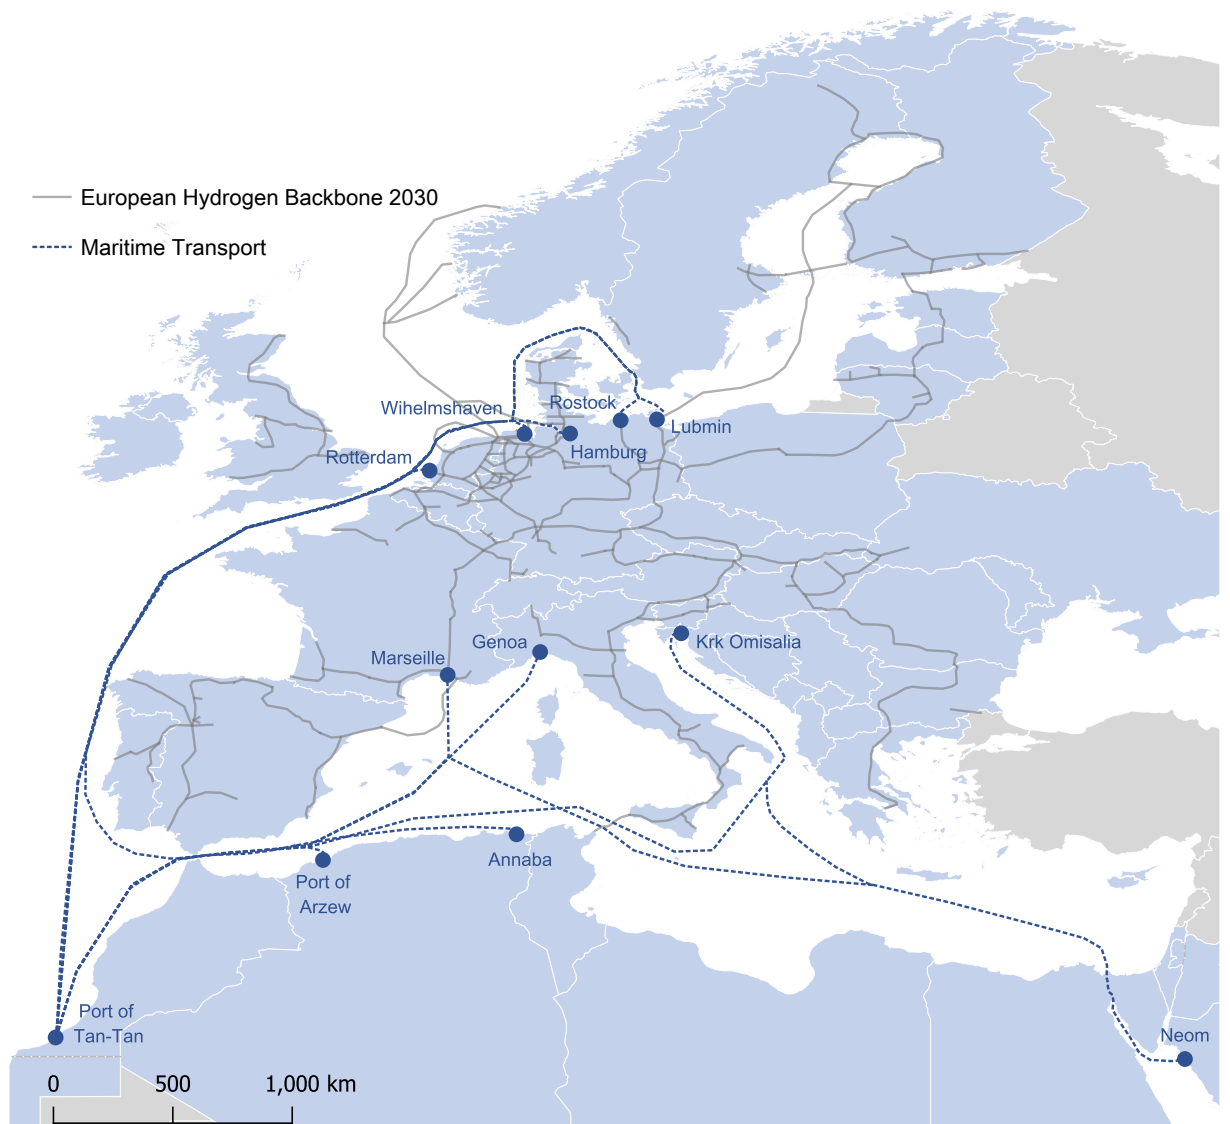 European Hydrogen Backbone 2030
Maritime Transport
Wihelmshaven
Rostock
Lubmin
Hamburg
Rotterdam
Genoa
Krk Omisalia
Marseille
Annaba
Port of
Arzew
Port of
Tan-Tan
Neom
0 500 1,000 km